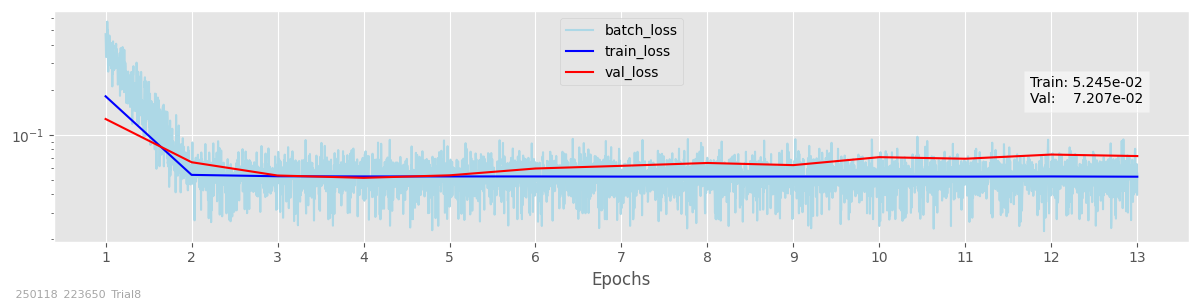 batch_loss
train_loss
val_loss
Train: 5.245e-02
Val: 7.207e-02
10⁻¹
1 2 3 4 5 6 7 8 9 10 11 12 13
Epochs
250118_223650_Trial8